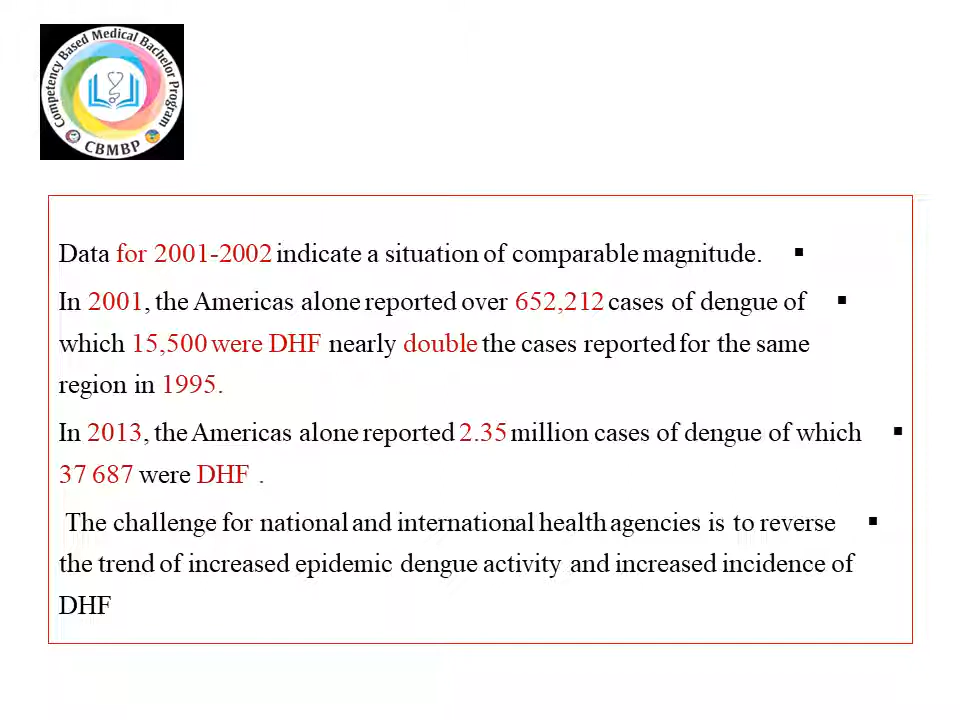 Competency Based Medical Bachelor Program
CBMBP
Data for 2001-2002 indicate a situation of comparable magnitude. ▪
In 2001, the Americas alone reported over 652,212 cases of dengue of ▪
which 15,500 were DHF nearly double the cases reported for the same
region in 1995.
In 2013, the Americas alone reported 2.35 million cases of dengue of which ▪
37 687 were DHF .
The challenge for national and international health agencies is to reverse ▪
the trend of increased epidemic dengue activity and increased incidence of
DHF